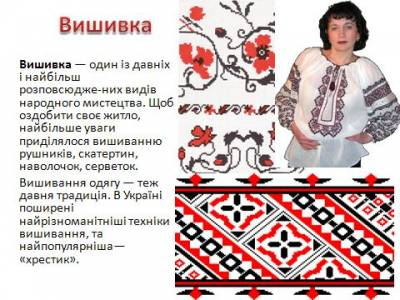 Вишивка
Вишивка — один із давніх
і найбільш
розповсюдже-них видів
народного мистецтва. Щоб
оздобити своє житло,
найбільше уваги
приділялося вишиванню
рушників, скатертин,
наволочок, серветок.
Вишивання одягу — теж
давня традиція. В Україні
поширені
найрізноманітніші техніки
вишивання, та
найпопулярніша—
«хрестик».